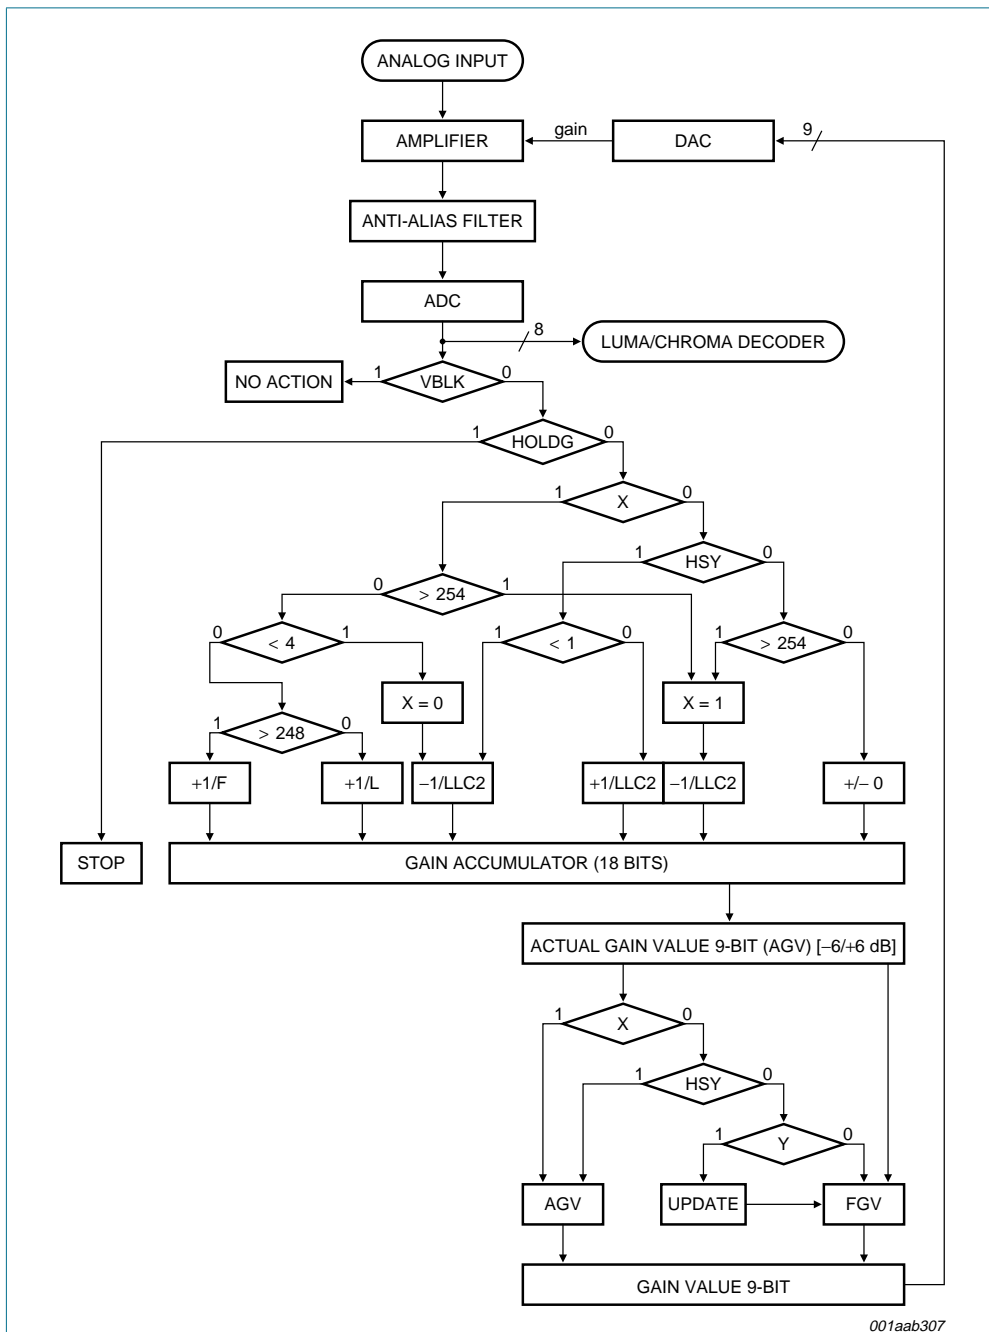 ANALOG INPUT
AMPLIFIER
gain
DAC
9
ANTI-ALIAS FILTER
ADC
8
LUMA/CHROMA DECODER
NO ACTION
1
VBLK
0
1
HOLDG
0
1
X
0
1
HSY
0
0
> 254
1
0
< 4
1
1
< 1
0
1
> 254
0
X = 0
X = 1
1
> 248
0
+1/F
+1/L
−1/LLC2
+1/LLC2
−1/LLC2
+/− 0
STOP
GAIN ACCUMULATOR (18 BITS)
ACTUAL GAIN VALUE 9-BIT (AGV) [−6/+6 dB]
1
X
0
1
HSY
0
1
Y
0
AGV
UPDATE
FGV
GAIN VALUE 9-BIT
001aab307